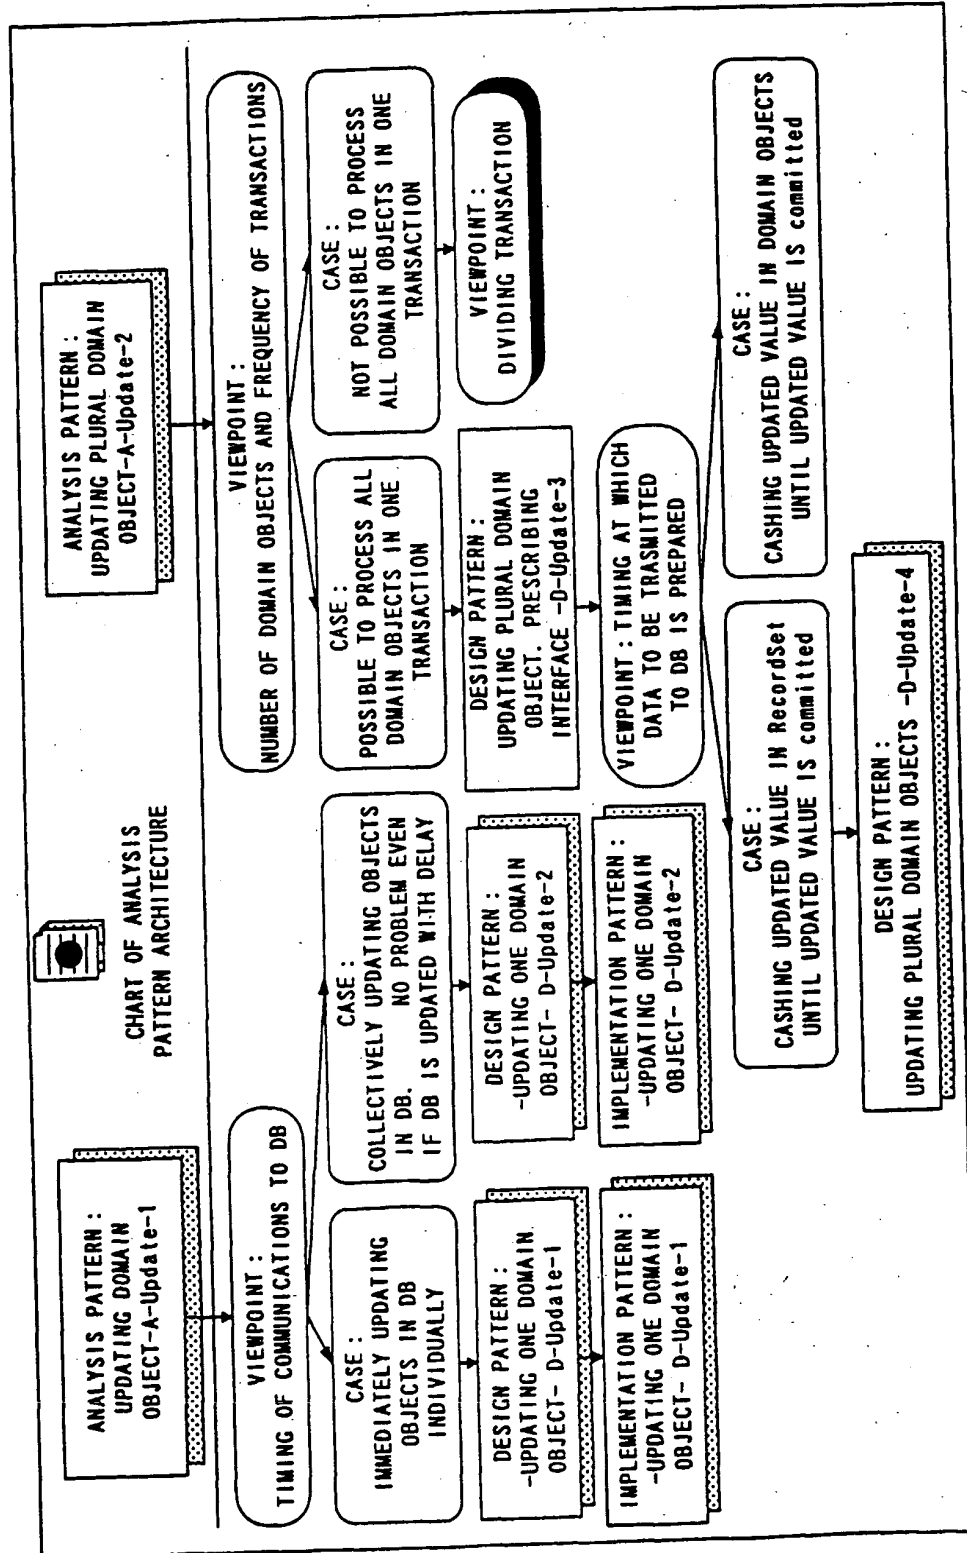 CHART OF ANALYSIS
PATTERN ARCHITECTURE
ANALYSIS PATTERN :
UPDATING DOMAIN
OBJECT-A-Update-1
ANALYSIS PATTERN :
UPDATING PLURAL DOMAIN
OBJECT-A-Update-2
VIEWPOINT :
TIMING OF COMMUNICATIONS TO DB
VIEWPOINT :
NUMBER OF DOMAIN OBJECTS AND FREQUENCY OF TRANSACTIONS
CASE :
IMMEDIATELY UPDATING
OBJECTS IN DB
INDIVIDUALLY
CASE :
COLLECTIVELY UPDATING OBJECTS
IN DB. NO PROBLEM EVEN
IF DB IS UPDATED WITH DELAY
CASE :
POSSIBLE TO PROCESS ALL
DOMAIN OBJECTS IN ONE
TRANSACTION
CASE :
NOT POSSIBLE TO PROCESS
ALL DOMAIN OBJECTS IN ONE
TRANSACTION
DESIGN PATTERN :
-UPDATING ONE DOMAIN
OBJECT- D-Update-1
DESIGN PATTERN :
-UPDATING ONE DOMAIN
OBJECT- D-Update-2
DESIGN PATTERN :
UPDATING PLURAL DOMAIN
OBJECT. PRESCRIBING
INTERFACE -D-Update-3
VIEWPOINT :
DIVIDING TRANSACTION
IMPLEMENTATION PATTERN :
-UPDATING ONE DOMAIN
OBJECT- D-Update-1
IMPLEMENTATION PATTERN :
-UPDATING ONE DOMAIN
OBJECT- D-Update-2
VIEWPOINT : TIMING AT WHICH
DATA TO BE TRASMITTED
TO DB IS PREPARED
CASE :
CASHING UPDATED VALUE IN RecordSet
UNTIL UPDATED VALUE IS committed
CASE :
CASHING UPDATED VALUE IN DOMAIN OBJECTS
UNTIL UPDATED VALUE IS committed
DESIGN PATTERN :
UPDATING PLURAL DOMAIN OBJECTS -D-Update-4